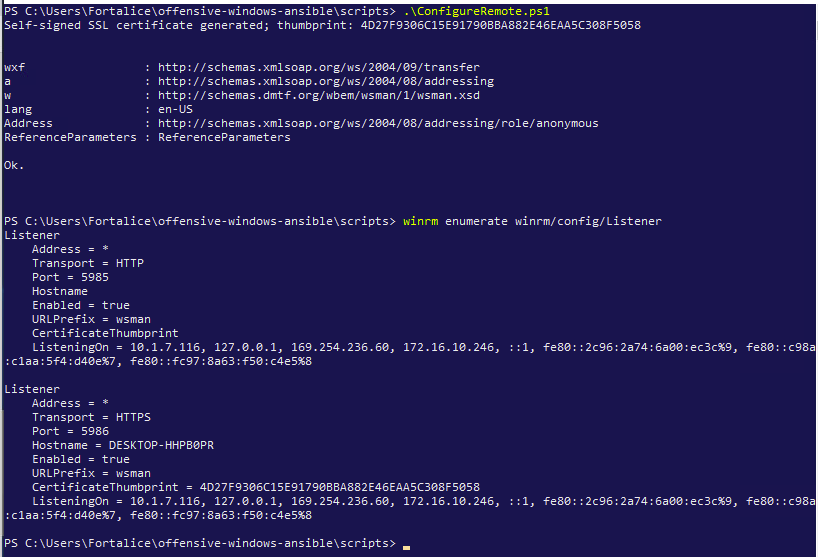 PS C:\Users\Fortalice\offensive-windows-ansible\scripts> .\ConfigureRemote.ps1
Self-signed SSL certificate generated; thumbprint: 4D27F9306C15E91790BBA882E46EAA5C308F5058
wxf : http://schemas.xmlsoap.org/ws/2004/09/transfer
a : http://schemas.xmlsoap.org/ws/2004/08/addressing
w : http://schemas.dmtf.org/wbem/wsman/1/wsman.xsd
lang : en-US
Address : http://schemas.xmlsoap.org/ws/2004/08/addressing/role/anonymous
ReferenceParameters : ReferenceParameters
Ok.
PS C:\Users\Fortalice\offensive-windows-ansible\scripts> winrm enumerate winrm/config/Listener
Listener
    Address = *
    Transport = HTTP
    Port = 5985
    Hostname
    Enabled = true
    URLPrefix = wsman
    CertificateThumbprint
    ListeningOn = 10.1.7.116, 127.0.0.1, 169.254.236.60, 172.16.10.246, ::1, fe80::2c96:2a74:6a00:ec3c%9, fe80::c98a
:c1aa:5f4:d40e%7, fe80::fc97:8a63:f50:c4e5%8
Listener
    Address = *
    Transport = HTTPS
    Port = 5986
    Hostname = DESKTOP-HHPB0PR
    Enabled = true
    URLPrefix = wsman
    CertificateThumbprint = 4D27F9306C15E91790BBA882E46EAA5C308F5058
    ListeningOn = 10.1.7.116, 127.0.0.1, 169.254.236.60, 172.16.10.246, ::1, fe80::2c96:2a74:6a00:ec3c%9, fe80::c98a
:c1aa:5f4:d40e%7, fe80::fc97:8a63:f50:c4e5%8
PS C:\Users\Fortalice\offensive-windows-ansible\scripts>